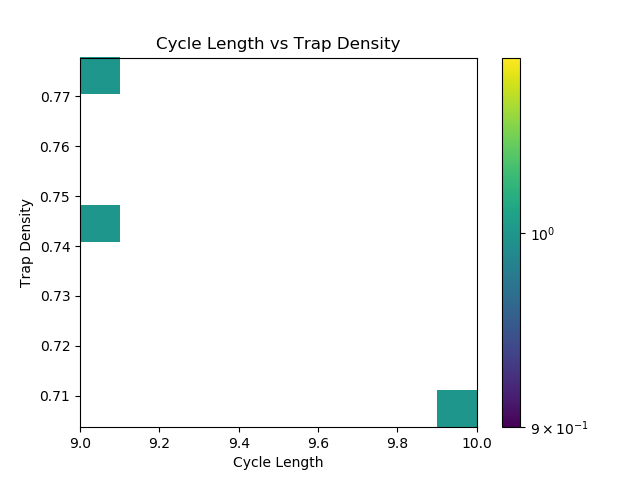 Cycle Length vs Trap Density
0.77
0.76
0.75
0.74
0.73
0.72
0.71
Trap Density
9.0 9.2 9.4 9.6 9.8 10.0
Cycle Length
10⁰
9 × 10⁻¹